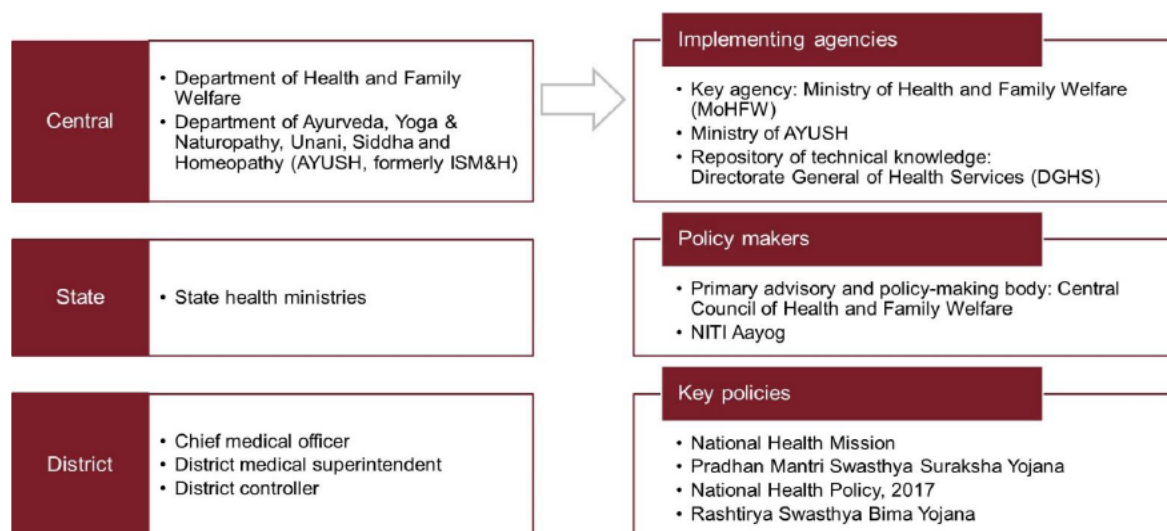 Central
• Department of Health and Family
Welfare
• Department of Ayurveda, Yoga &
Naturopathy, Unani, Siddha and
Homeopathy (AYUSH, formerly ISM&H)
Implementing agencies
• Key agency: Ministry of Health and Family Welfare
(MoHFW)
• Ministry of AYUSH
• Repository of technical knowledge:
Directorate General of Health Services (DGHS)
State
• State health ministries
Policy makers
• Primary advisory and policy-making body: Central
Council of Health and Family Welfare
• NITI Aayog
District
• Chief medical officer
• District medical superintendent
• District controller
Key policies
• National Health Mission
• Pradhan Mantri Swasthya Suraksha Yojana
• National Health Policy, 2017
• Rashtirya Swasthya Bima Yojana